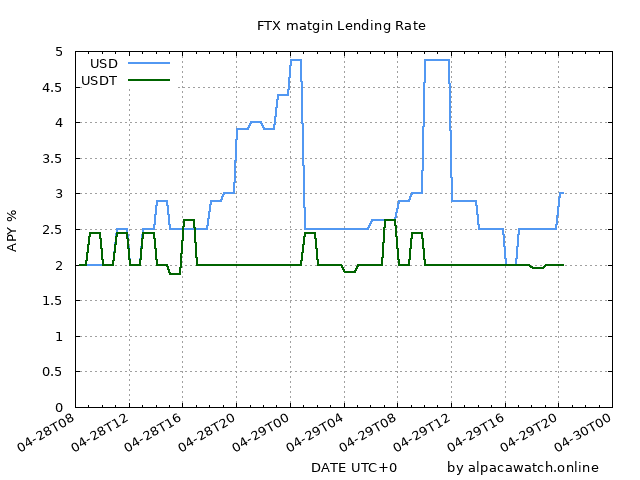 FTX matgin Lending Rate
USD
USDT
5
4.5
4
3.5
3
2.5
2
1.5
1
0.5
0
APY %
04-28T08
04-28T12
04-28T16
04-28T20
04-29T00
04-29T04
04-29T08
04-29T12
04-29T16
04-29T20
04-30T00
DATE UTC+0
by alpacawatch.online